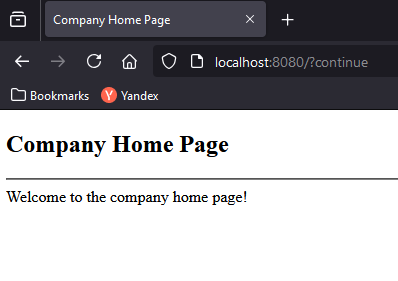 Company Home Page
localhost:8080/?continue
Bookmarks Y Yandex
Company Home Page
Welcome to the company home page!